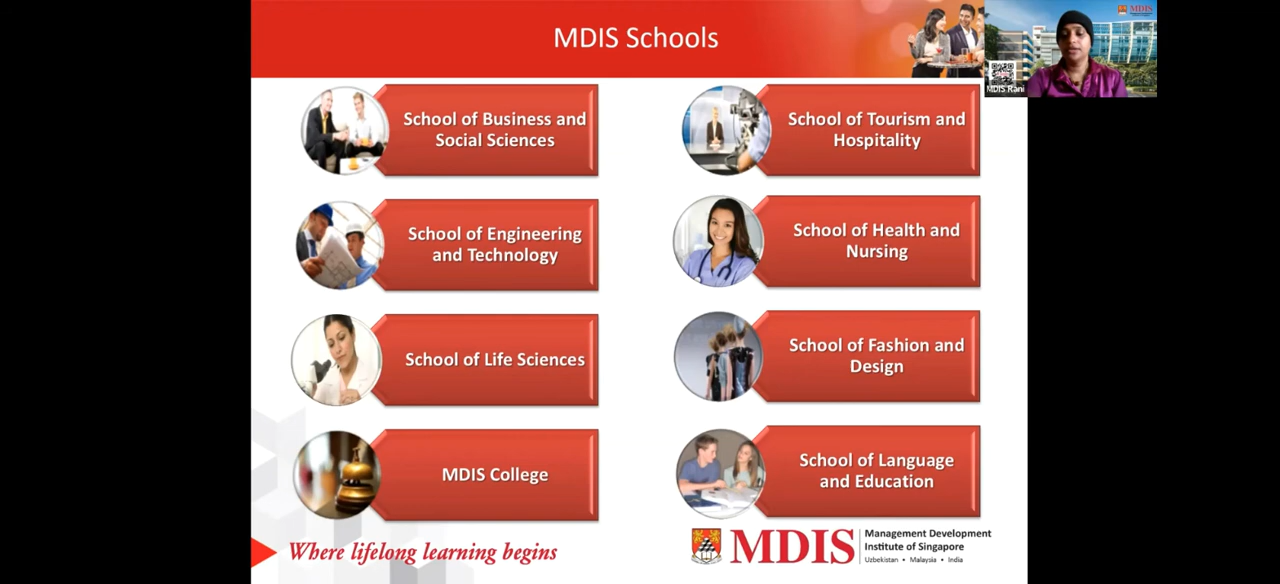 MDIS Schools
MDIS
MDIS Rani
School of Business and
Social Sciences
School of Tourism and
Hospitality
School of Engineering
and Technology
School of Health and
Nursing
School of Life Sciences
School of Fashion and
Design
MDIS College
School of Language
and Education
Where lifelong learning begins
MDIS
Management Development
Institute of Singapore
Uzbekistan • Malaysia • India